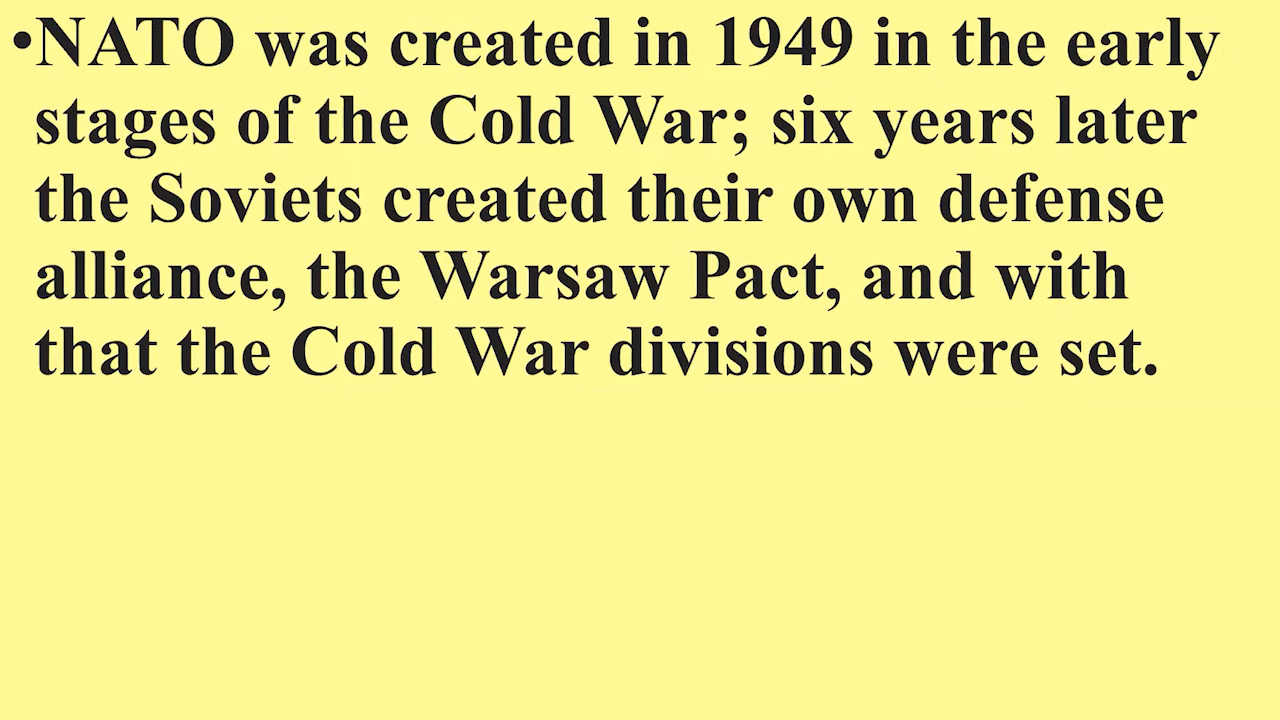 •NATO was created in 1949 in the early
stages of the Cold War; six years later
the Soviets created their own defense
alliance, the Warsaw Pact, and with
that the Cold War divisions were set.